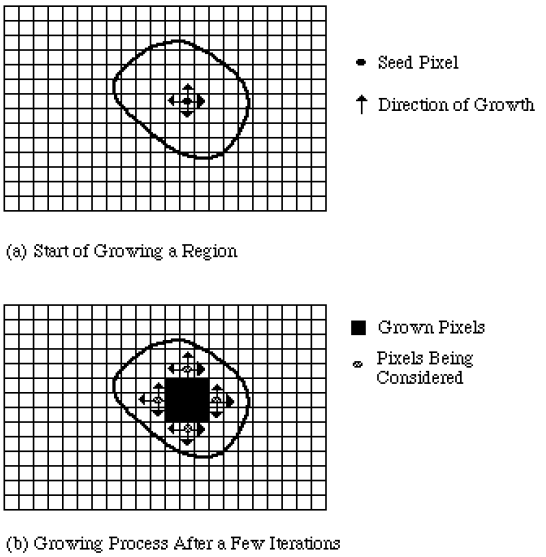 Seed Pixel
Direction of Growth
(a) Start of Growing a Region
Grown Pixels
Pixels Being
Considered
(b) Growing Process After a Few Iterations